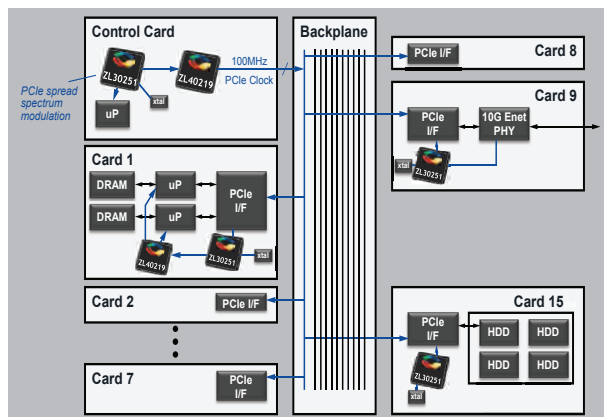 Control Card
ZL30251
ZL40219
100MHz
PCIe Clock
PCIe spread
spectrum
modulation
uP
xtal
Backplane
PCIe I/F
Card 8
Card 9
PCIe
I/F
10G Enet
PHY
xtal
ZL30251
Card 1
DRAM
uP
PCIe
I/F
DRAM
uP
ZL40219
ZL30251
xtal
Card 2
PCIe I/F
Card 7
PCIe
I/F
Card 15
PCIe
I/F
HDD
HDD
HDD
HDD
ZL30251
xtal